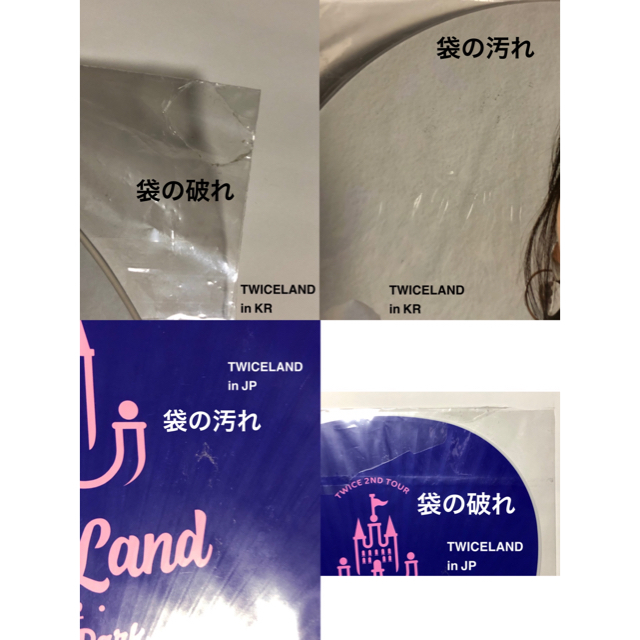 袋の破れ
TWICELAND
in KR
袋の汚れ
TWICELAND
in KR
TWICELAND
in JP
袋の汚れ
Land
Park
TWICE 2ND TOUR
袋の破れ
TWICELAND
in JP